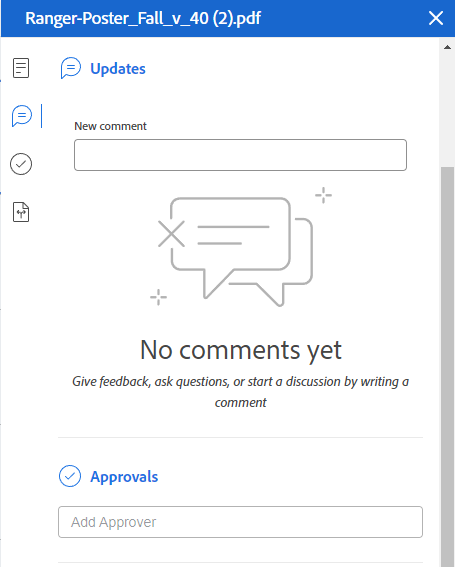 Ranger-Poster_Fall_v_40 (2).pdf
Updates
New comment
No comments yet
Give feedback, ask questions, or start a discussion by writing a
comment
Approvals
Add Approver